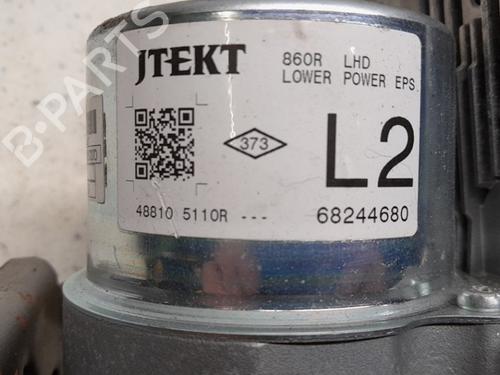 JTEKT
860R LHD
LOWER POWER EPS
373
L2
48810 5110R ---
68244680
B-PARTS